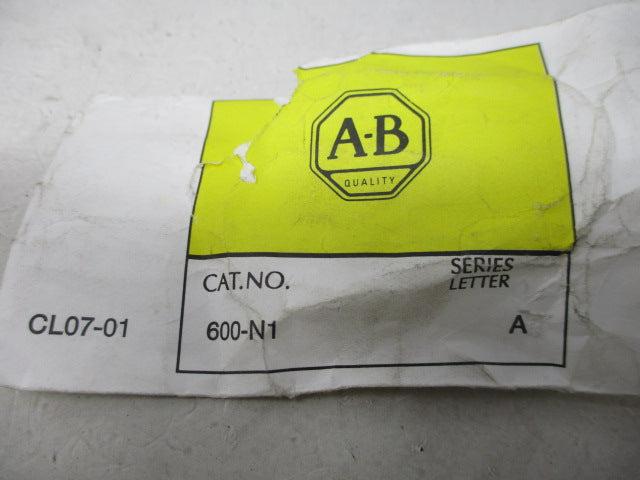 A-B
QUALITY
CAT.NO.
SERIES
LETTER
CL07-01
600-N1
A